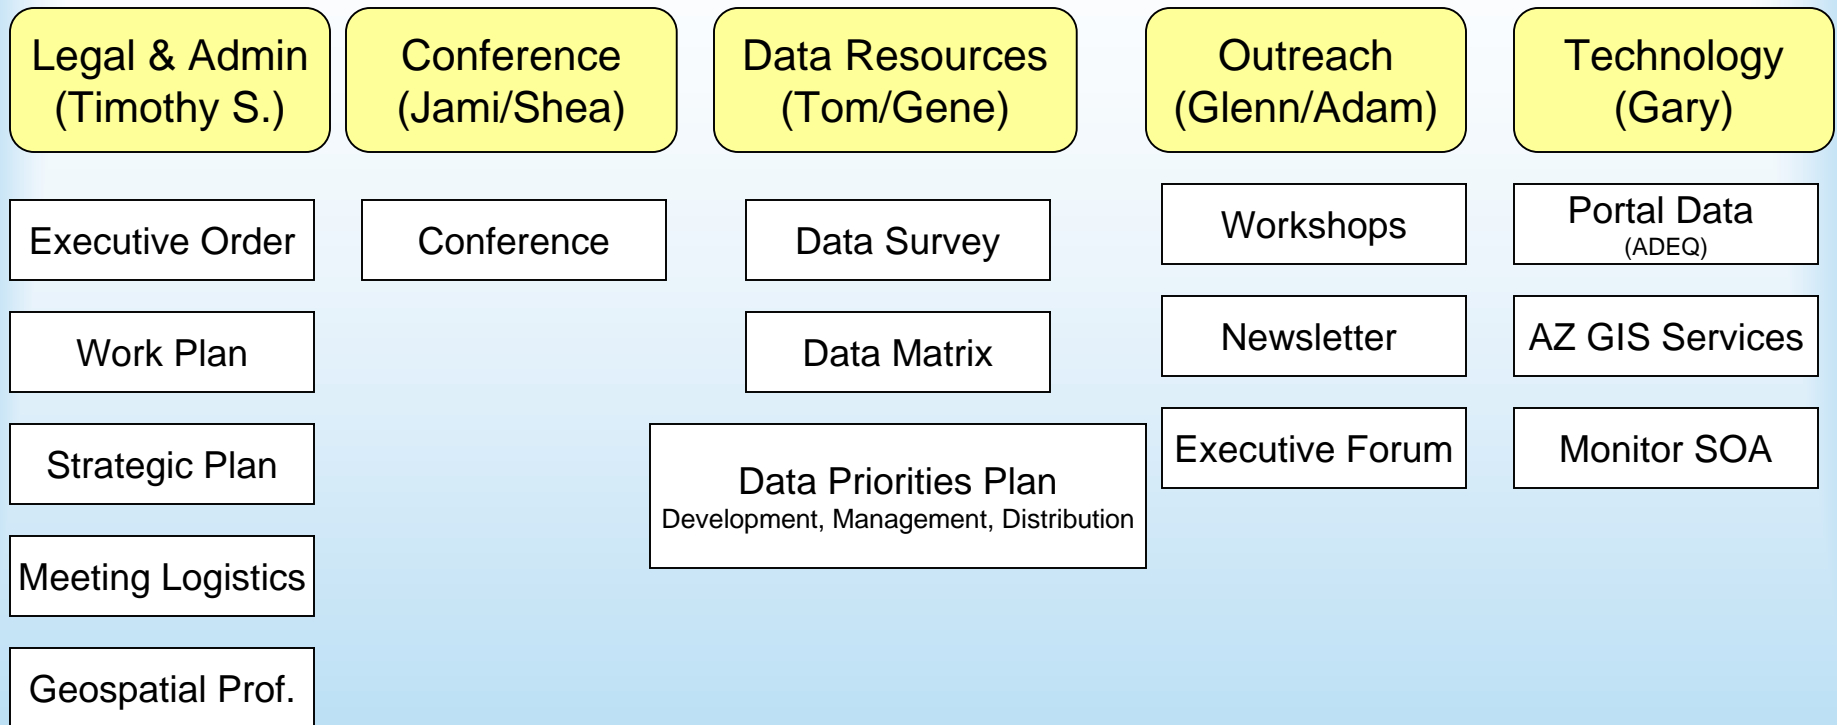 Legal & Admin
(Timothy S.)
Executive Order
Work Plan
Strategic Plan
Meeting Logistics
Geospatial Prof.
Conference
(Jami/Shea)
Conference
Data Resources
(Tom/Gene)
Data Survey
Data Matrix
Data Priorities Plan
Development, Management, Distribution
Outreach
(Glenn/Adam)
Workshops
Newsletter
Executive Forum
Technology
(Gary)
Portal Data
(ADEQ)
AZ GIS Services
Monitor SOA